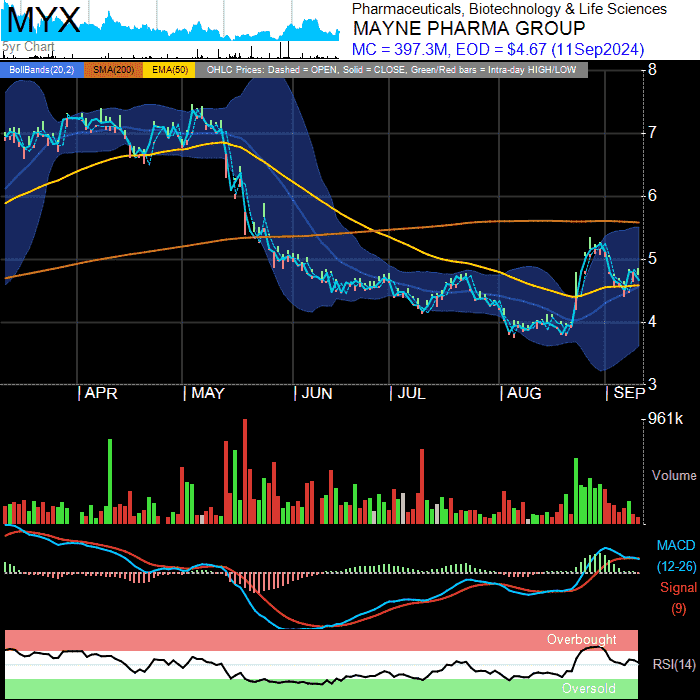 MYX
5yr Chart
Pharmaceuticals, Biotechnology & Life Sciences
MAYNE PHARMA GROUP
MC = 397.3M, EOD = $4.67 (11Sep2024)
BollBands(20,2) SMA(200) EMA(50) OHLC Prices: Dashed = OPEN, Solid = CLOSE, Green/Red bars = Intra-day HIGH/LOW
8
7
6
5
4
3
| APR | MAY | JUN | JUL | AUG | SEP
961k
Volume
MACD
(12-26)
Signal
(9)
Overbought
RSI(14)
Oversold